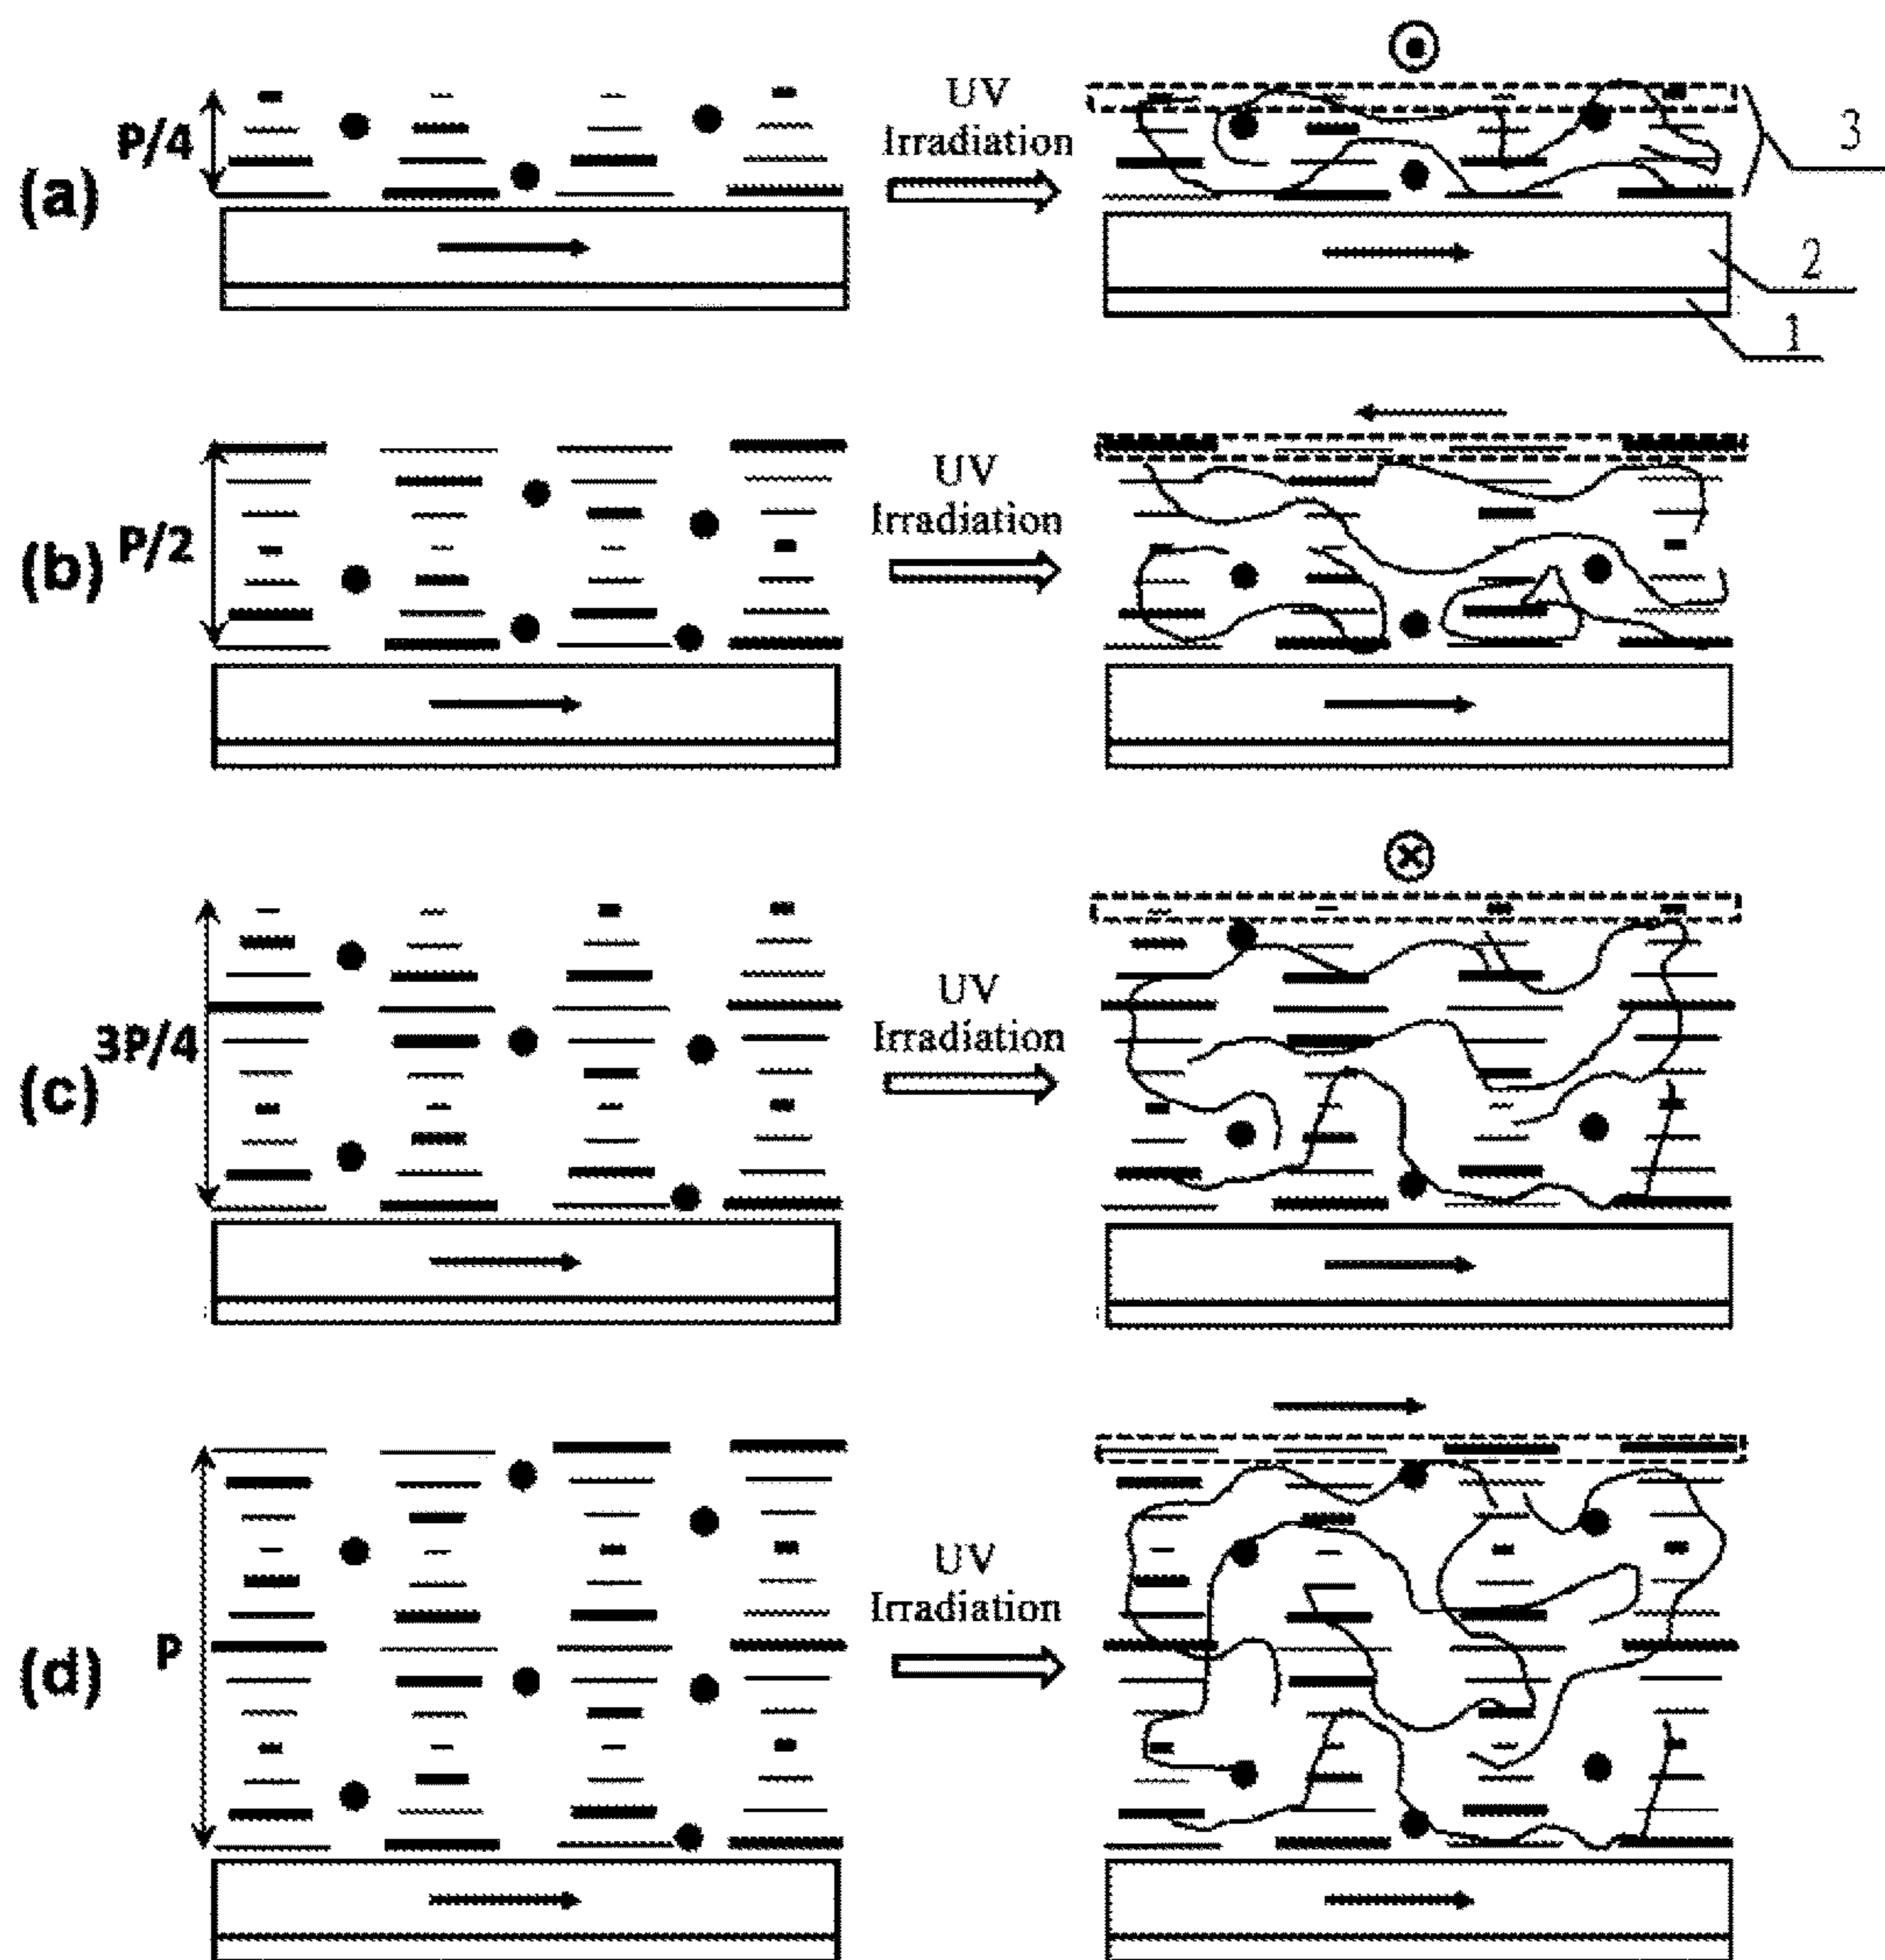 (a)
P/4
UV
Irradiation
3
2
1
(b)
P/2
UV
Irradiation
(c)
3P/4
UV
Irradiation
(d)
P
UV
Irradiation